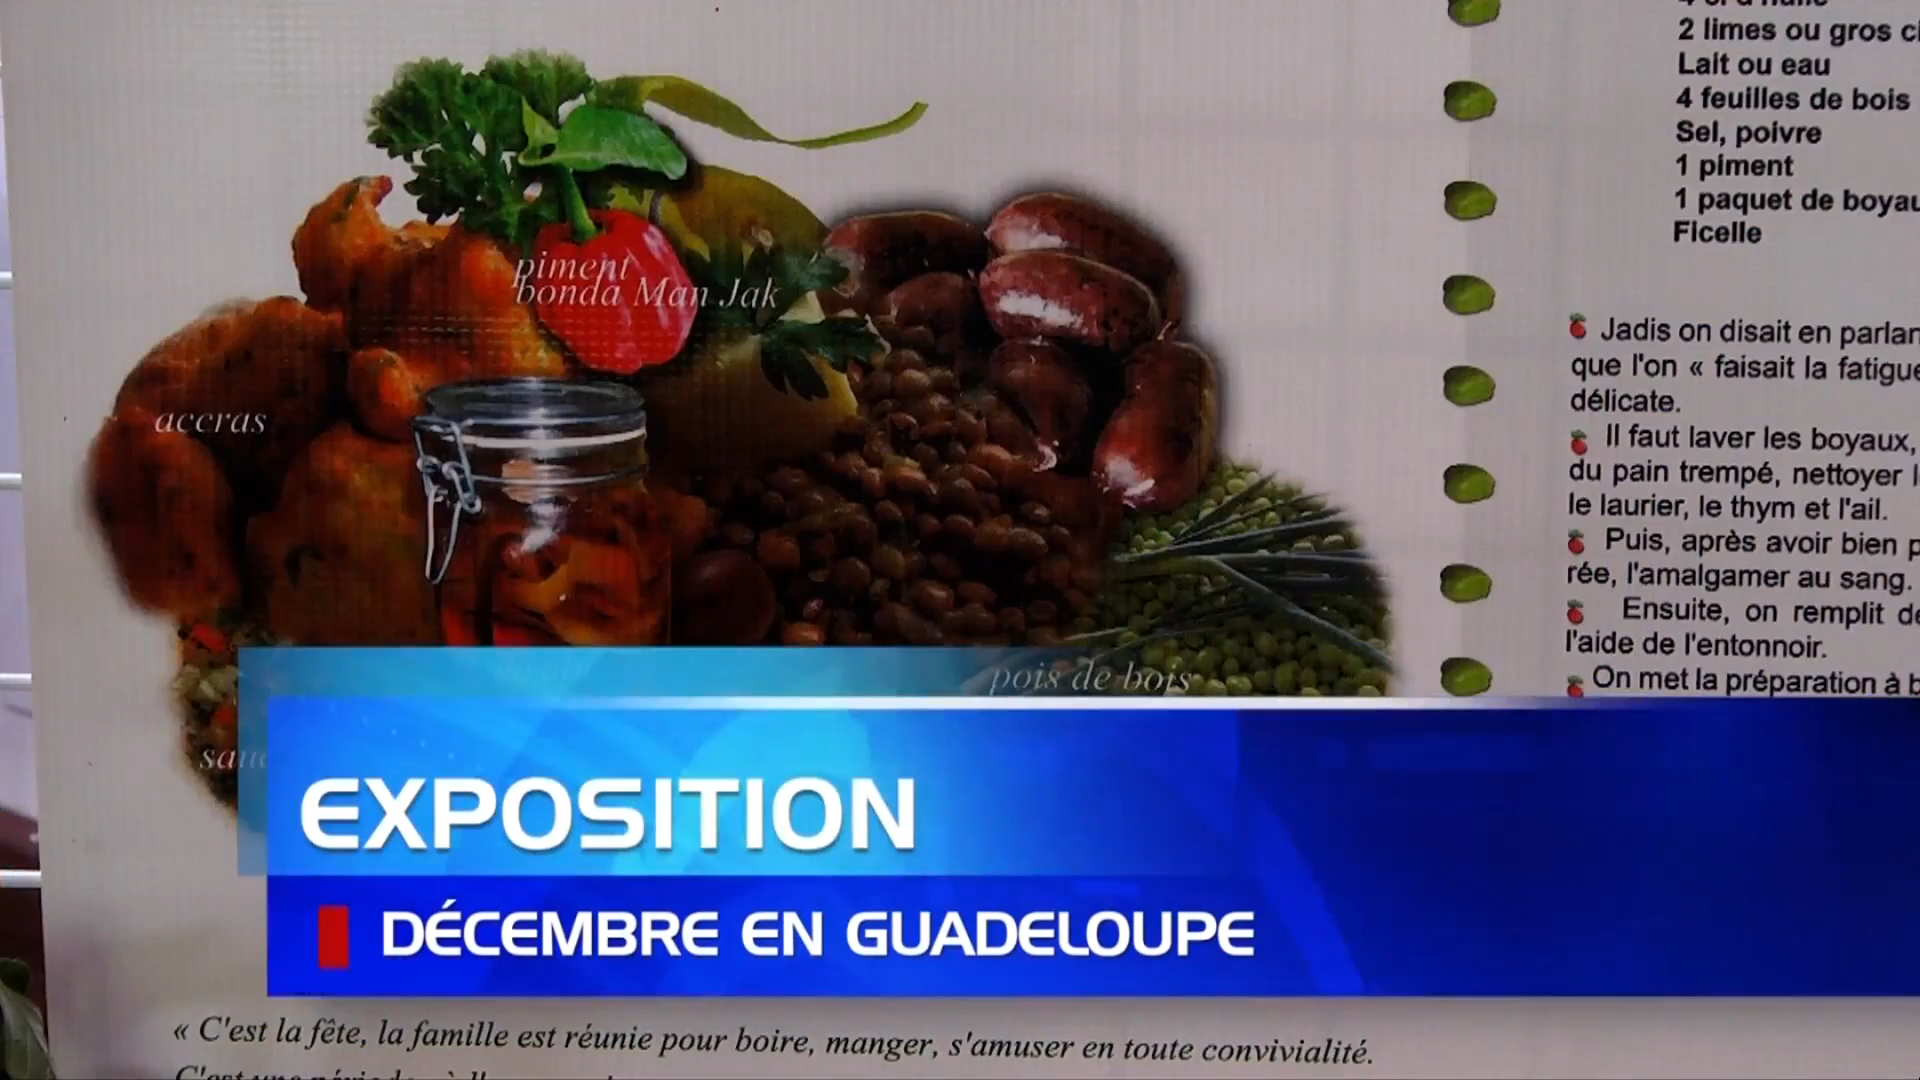 2 limes ou gros
Lait ou eau
4 feuilles de bois
Sel, poivre
1 piment
1 paquet de
Ficelle
piment
bonda Man Jak
accras
Jadis on disait en
que l'on « faisait la
délicate.
Il faut laver les boyaux,
du pain trempé, nettoyer
le laurier, le thym et l'ail.
Puis, après avoir bien
rée, l'amalgamer au sang.
Ensuite, on remplit
l'aide de l'entonnoir.
On met la préparation à
pois de bois
EXPOSITION
DÉCEMBRE EN GUADELOUPE
« C'est la fête, la famille est réunie pour boire, manger, s'amuser en toute convivialité.